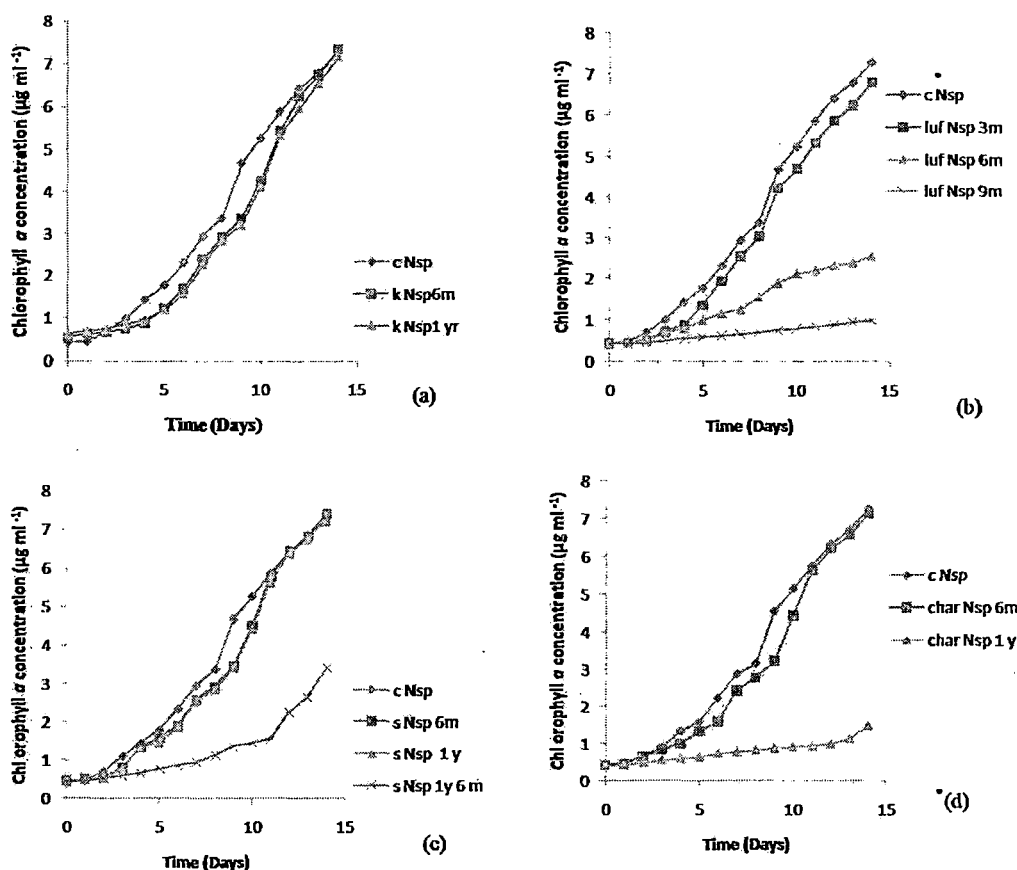 Chlorophyll α concentration (µg ml⁻¹)
8
7
6
5
4
3
2
1
0
c Nsp
k Nsp6m
k Nsp1 yr
0 5 10 15
(a)
Time (Days)
Chlorophyll α concentration (µg ml⁻¹)
8
7
6
5
4
3
2
1
0
c Nsp
luf Nsp 3m
luf Nsp 6m
luf Nsp 9m
0 5 10 15
(b)
Time (Days)
Chlorophyll α concentration (µg ml⁻¹)
8
7
6
5
4
3
2
1
0
c Nsp
s Nsp 6m
s Nsp 1 y
s Nsp 1y 6 m
0 5 10 15
(c)
Time (Days)
Chlorophyll α concentration (µg ml⁻¹)
8
7
6
5
4
3
2
1
0
c Nsp
char Nsp 6m
char Nsp 1 y
0 5 10 15
(d)
Time (Days)